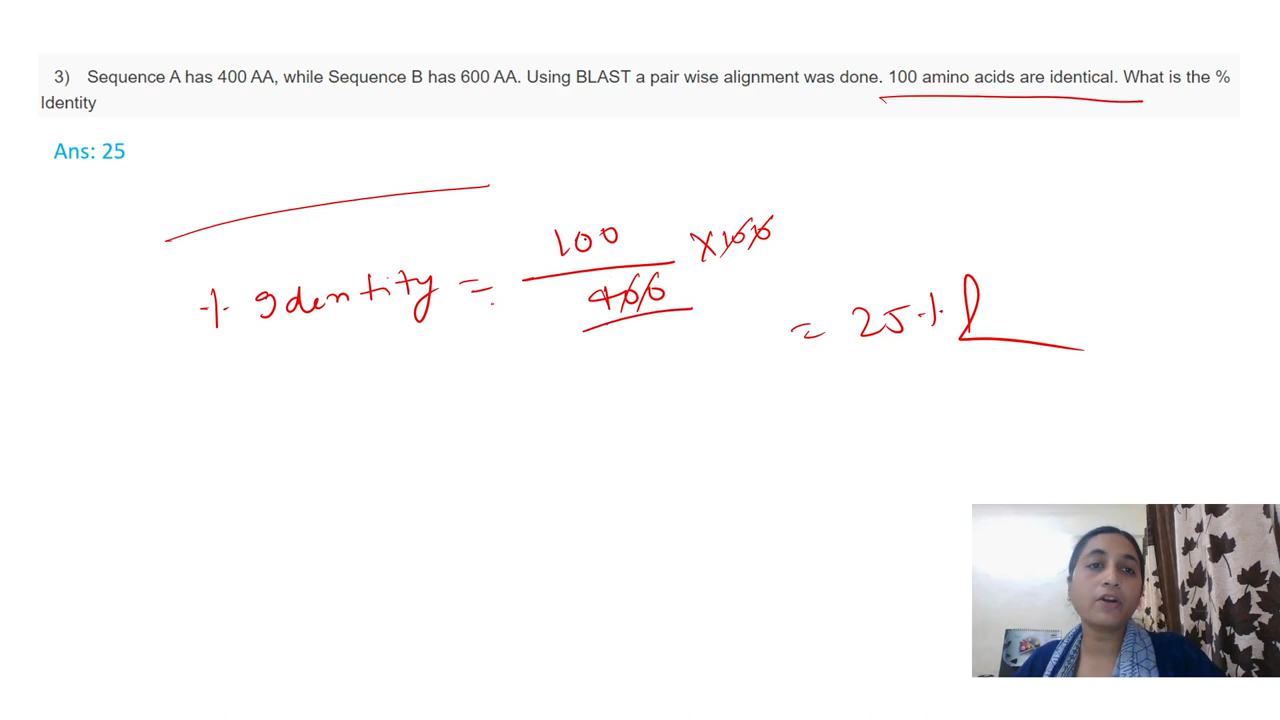 3) Sequence A has 400 AA, while Sequence B has 600 AA. Using BLAST a pair wise alignment was done. 100 amino acids are identical. What is the %
Identity
Ans: 25
% Identity = 100 / 400 X100
= 25 %